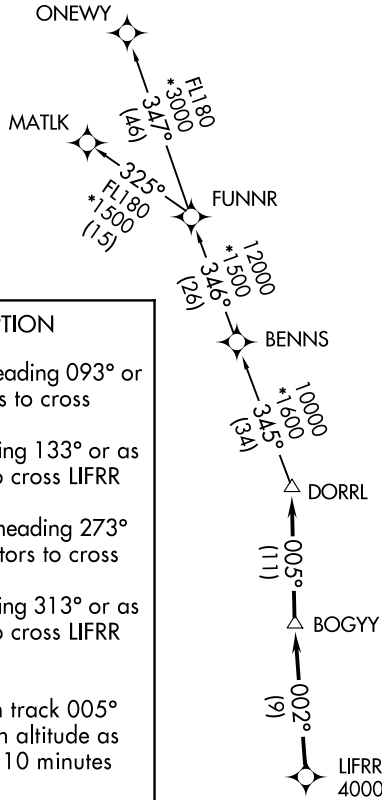 ONEWY
FL180
*3000
347°
(46)
MATLK
325°
FL180
*1500
(15)
FUNNR
12000
*1500
346°
(26)
BENNS
10000
*1600
345°
(34)
DORRL
005°
(11)
BOGYY
002°
(9)
LIFRR
4000
PTION
eading 093° or
s to cross
ing 133° or as
o cross LIFRR
heading 273°
tors to cross
ing 313° or as
o cross LIFRR
n track 005°
n altitude as
10 minutes